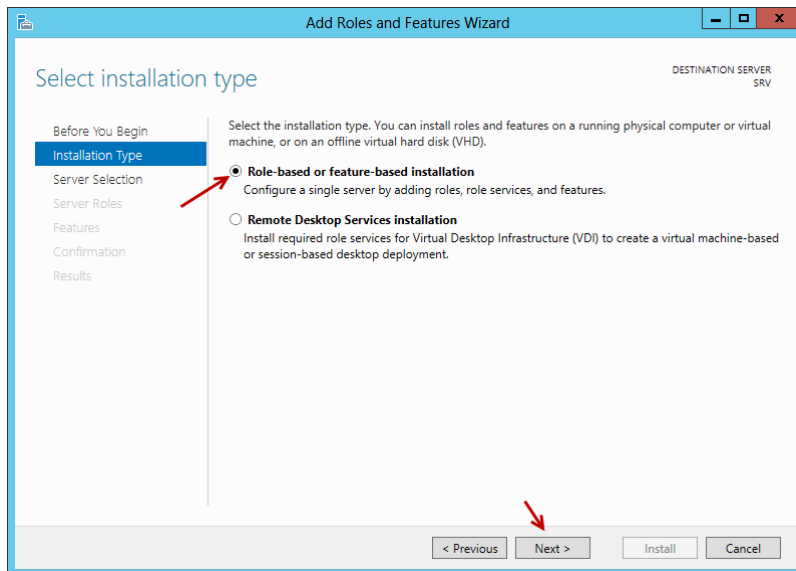 Add Roles and Features Wizard
Select installation type
DESTINATION SERVER
SRV
Before You Begin
Installation Type
Server Selection
Server Roles
Features
Confirmation
Results
Select the installation type. You can install roles and features on a running physical computer or virtual
machine, or on an offline virtual hard disk (VHD).
Role-based or feature-based installation
Configure a single server by adding roles, role services, and features.
Remote Desktop Services installation
Install required role services for Virtual Desktop Infrastructure (VDI) to create a virtual machine-based
or session-based desktop deployment.
< Previous
Next >
Install
Cancel